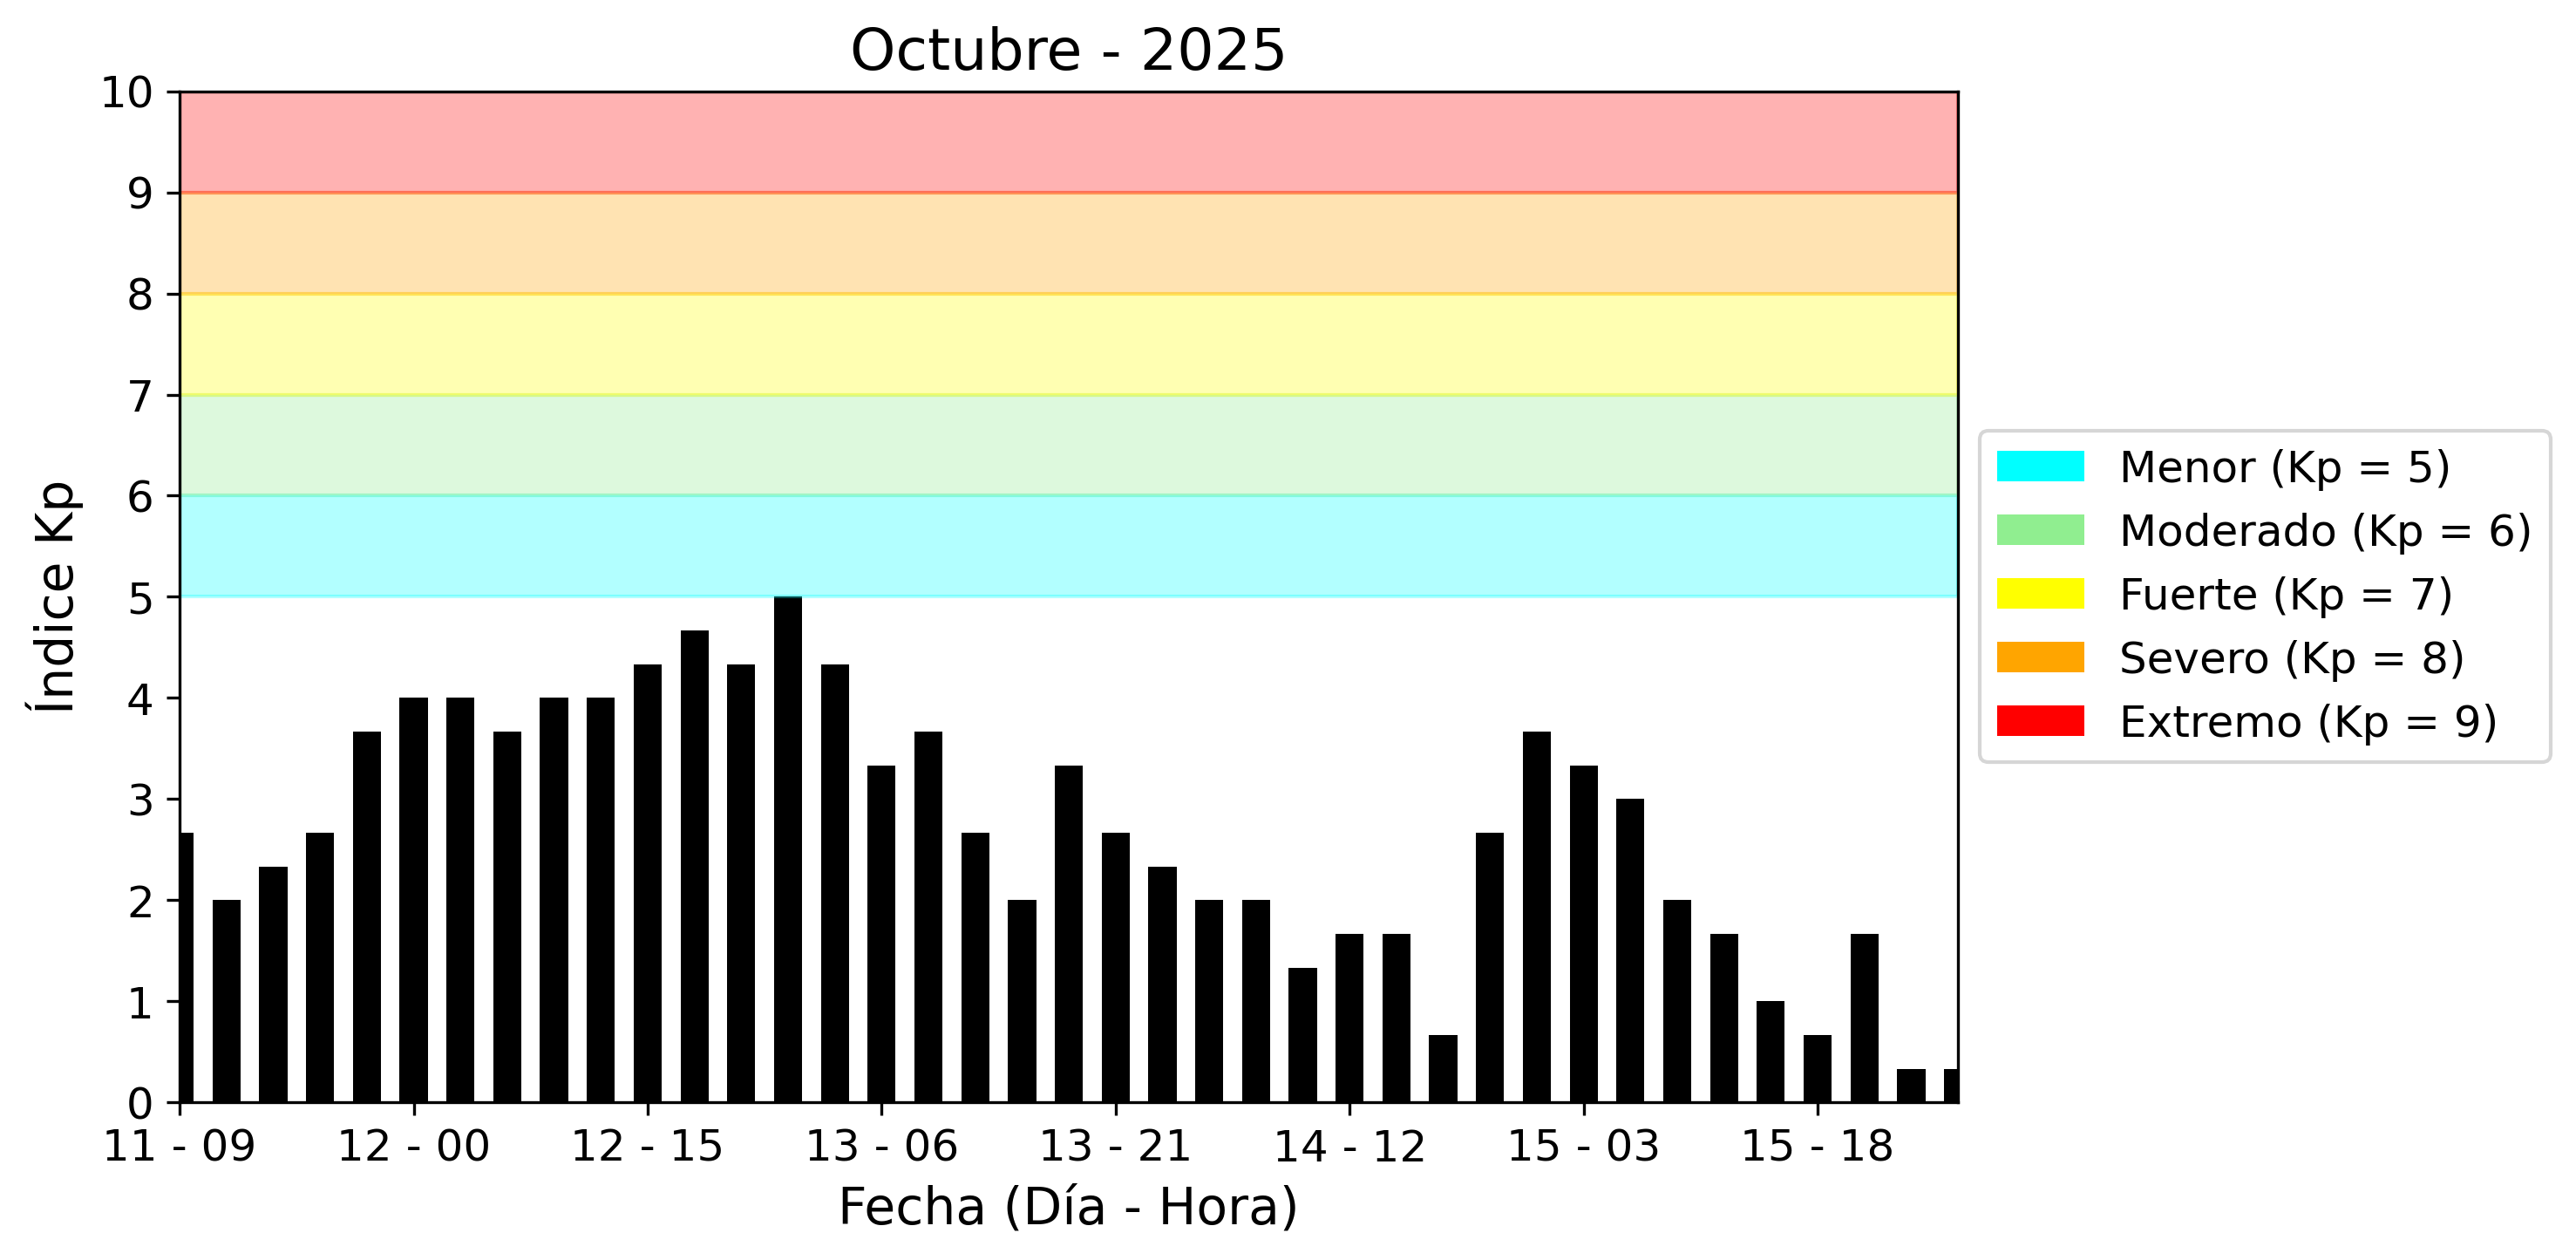 Octubre - 2025
10
9
8
7
6
5
4
3
2
1
0
Índice Kp
11 - 09
12 - 00
12 - 15
13 - 06
13 - 21
14 - 12
15 - 03
15 - 18
Fecha (Día - Hora)
Menor (Kp = 5)
Moderado (Kp = 6)
Fuerte (Kp = 7)
Severo (Kp = 8)
Extremo (Kp = 9)